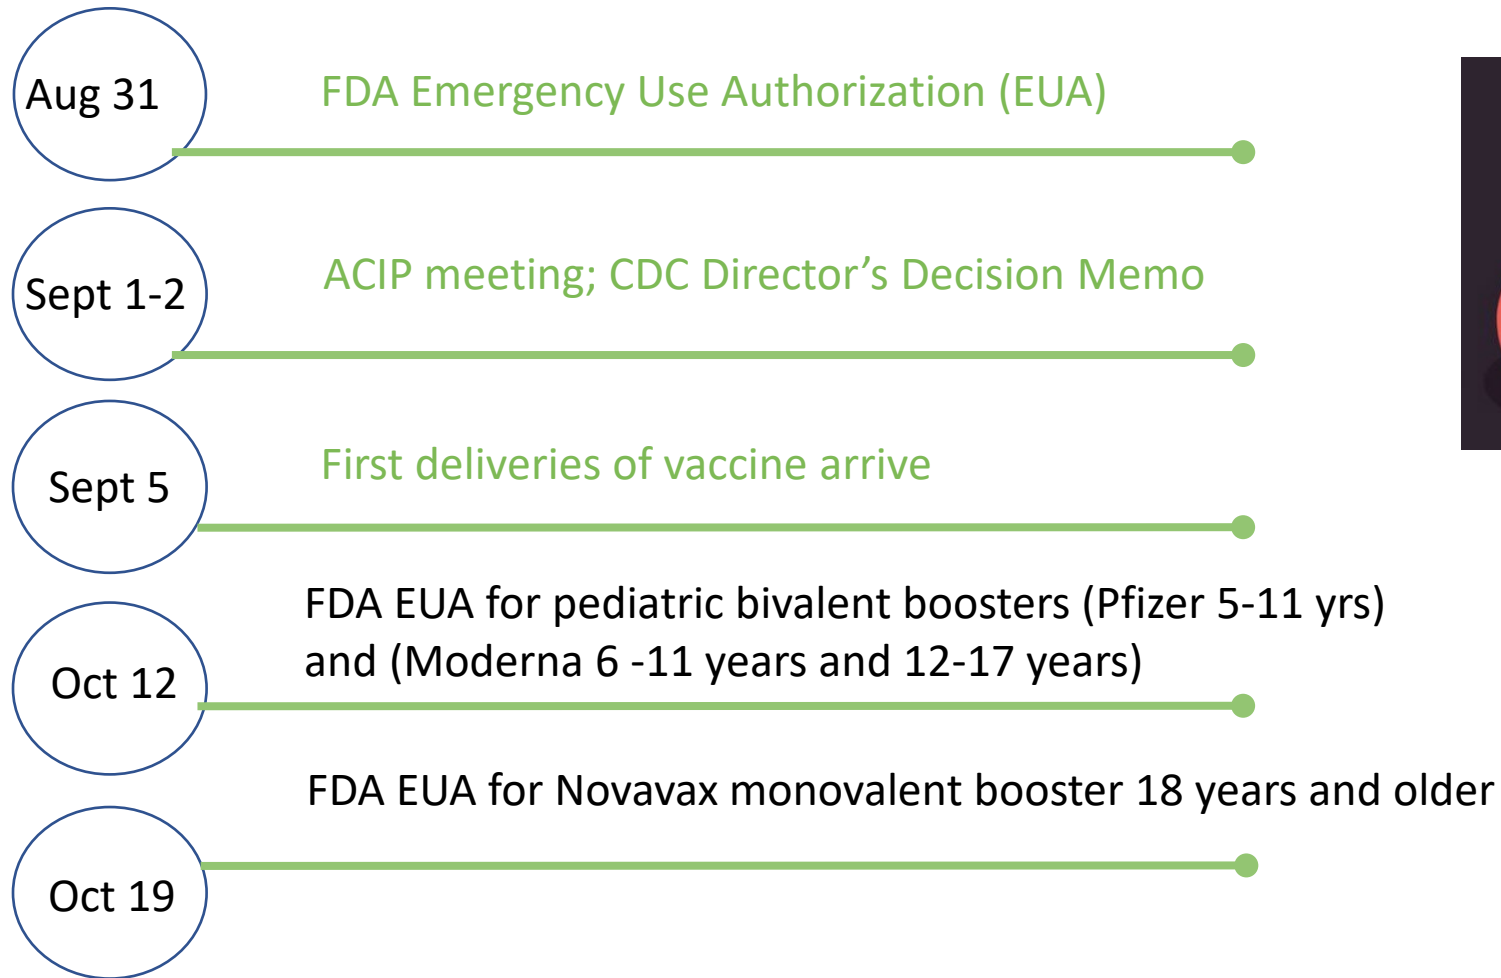 Aug 31
FDA Emergency Use Authorization (EUA)
Sept 1-2
ACIP meeting; CDC Director’s Decision Memo
Sept 5
First deliveries of vaccine arrive
Oct 12
FDA EUA for pediatric bivalent boosters (Pfizer 5-11 yrs)
and (Moderna 6 -11 years and 12-17 years)
Oct 19
FDA EUA for Novavax monovalent booster 18 years and older